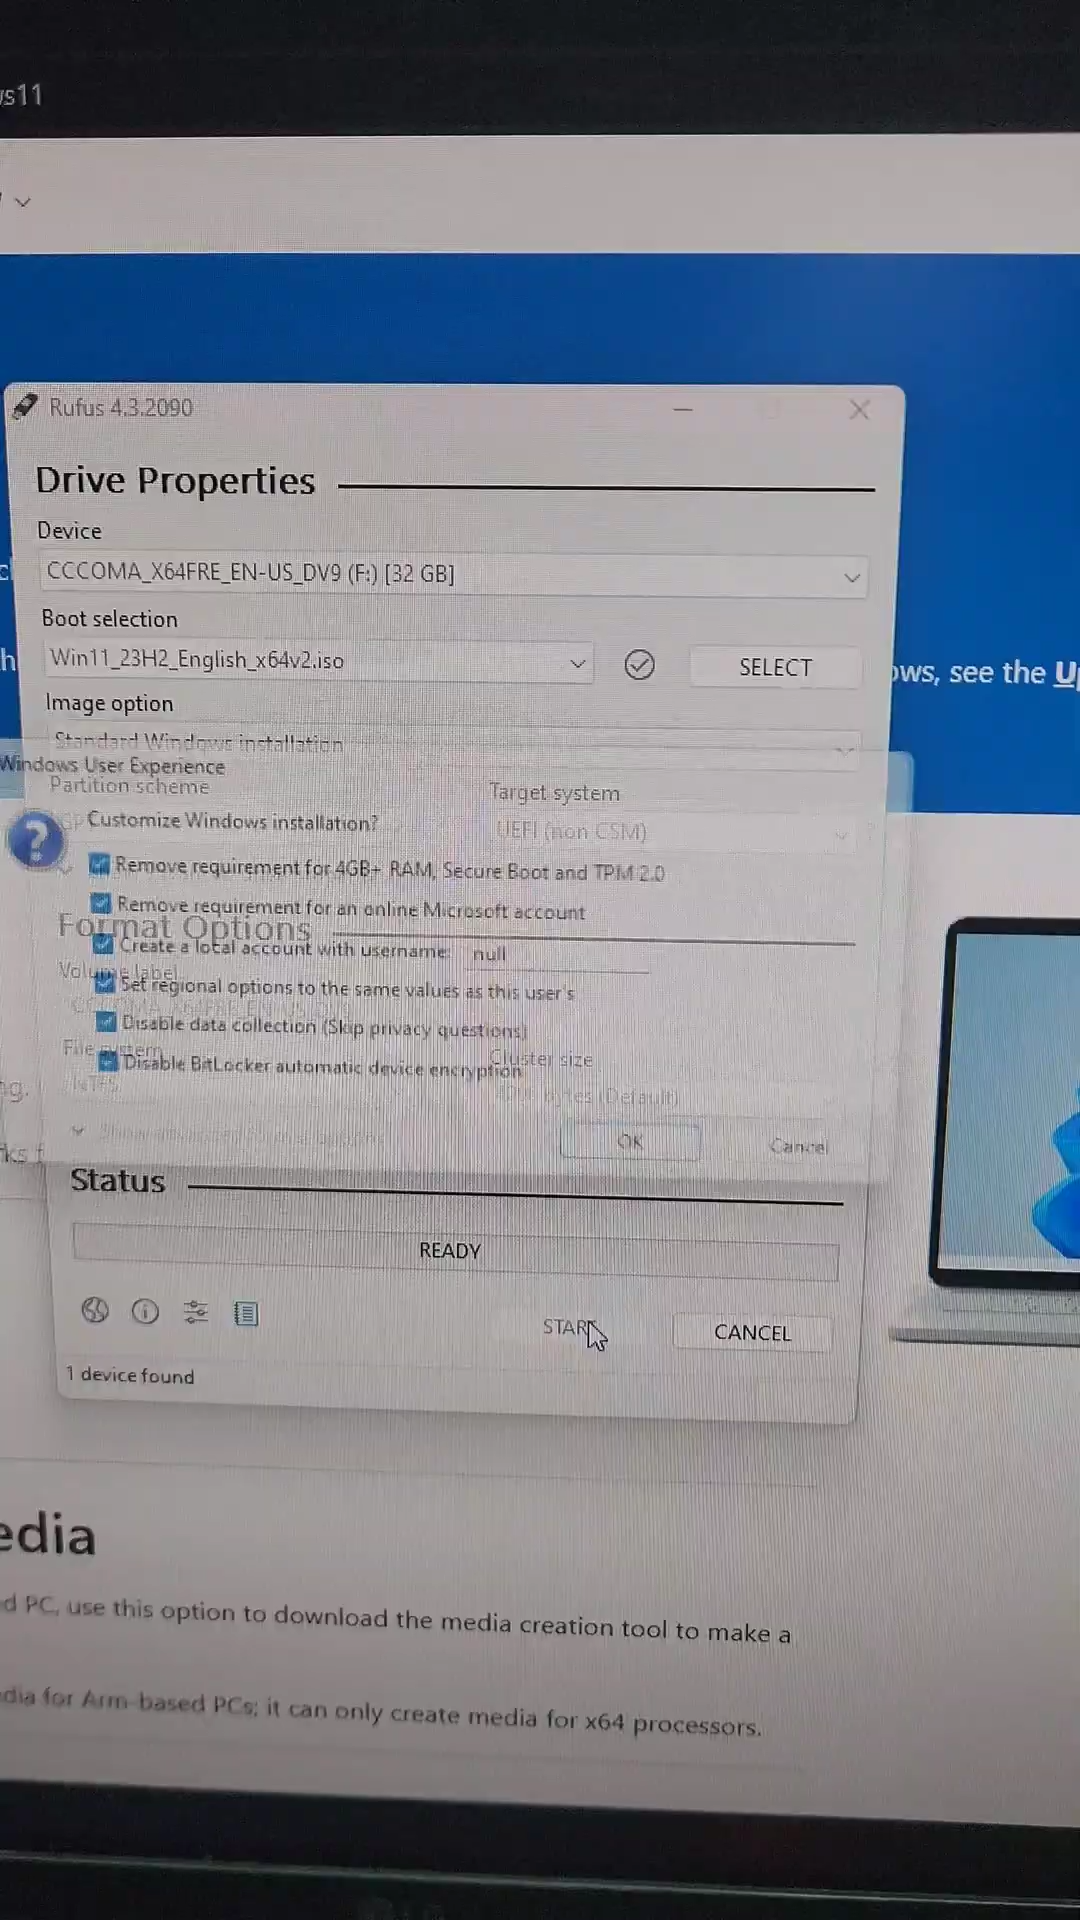 s11
Rufus 4.3.2090
Drive Properties
Device
CCCOMA_X64FRE_EN-US_DV9 (F:) [32 GB]
Boot selection
Win11_23H2_English_x64v2.iso
SELECT
ows, see the U
Image option
Standard Windows installation
Windows User Experience
Partition scheme
Target system
Customize Windows installation?
UEFI (non CSM)
Remove requirement for 4GB+ RAM, Secure Boot and TPM 2.0
Remove requirement for an online Microsoft account
Format Options
Create a local account with username: null
Volume label
Set regional options to the same values as this user's
Disable data collection (Skip privacy questions)
File system
Cluster size
Disable BitLocker automatic device encryption
NTFS
bytes (Default)
ng.
OK
Cancel
rks f
Status
READY
START
CANCEL
1 device found
edia
d PC, use this option to download the media creation tool to make a
dia for Arm-based PCs; it can only create media for x64 processors.